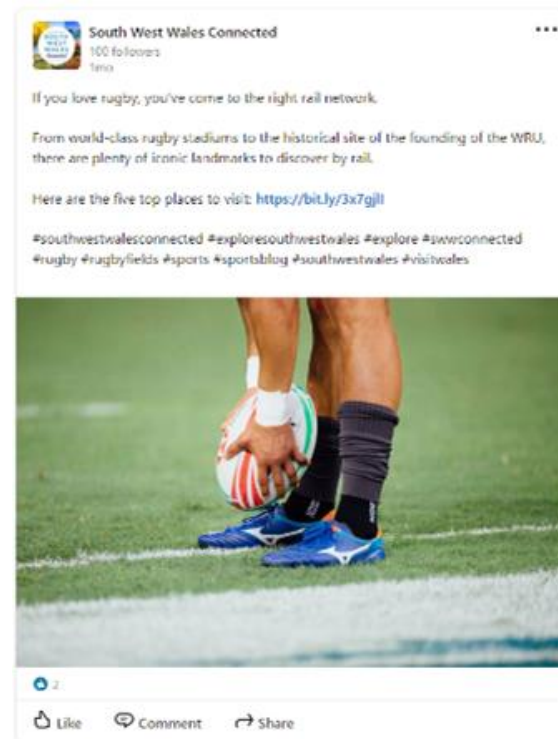 South West Wales Connected
100 followers
1mo
If you love rugby, you've come to the right rail network.
From world-class rugby stadiums to the historical site of the founding of the WRU,
there are plenty of iconic landmarks to discover by rail.
Here are the five top places to visit: https://bit.ly/3x7gjlI
#southwestwalesconnected #exploresouthwestwales #explore #swwconnected
#rugby #rugbyfields #sports #sportsblog #southwestwales #visitwales
2
Like Comment Share